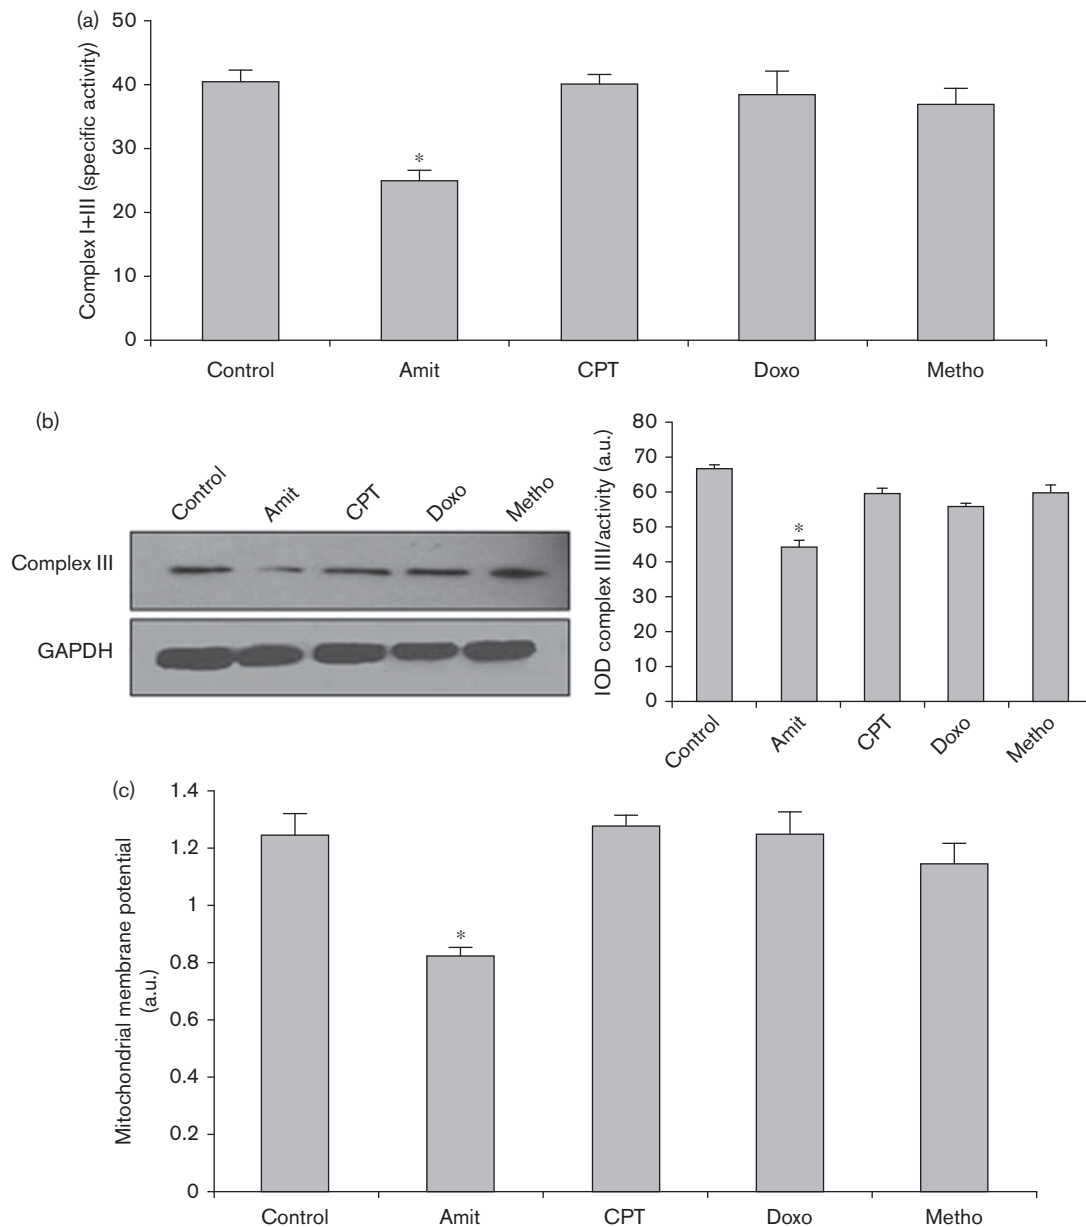 (a)
Complex I+III (specific activity)
50
40
30
20
10
0
*
Control Amit CPT Doxo Metho
(b)
Control Amit CPT Doxo Metho
Complex III
GAPDH
IOD complex IIII/activity (a.u.)
80
70
60
50
40
30
20
10
0
*
Control Amit CPT Doxo Metho
(c)
Mitochondrial membrane potential
(a.u.)
1.4
1.2
1
0.8
0.6
0.4
0.2
0
*
Control Amit CPT Doxo Metho